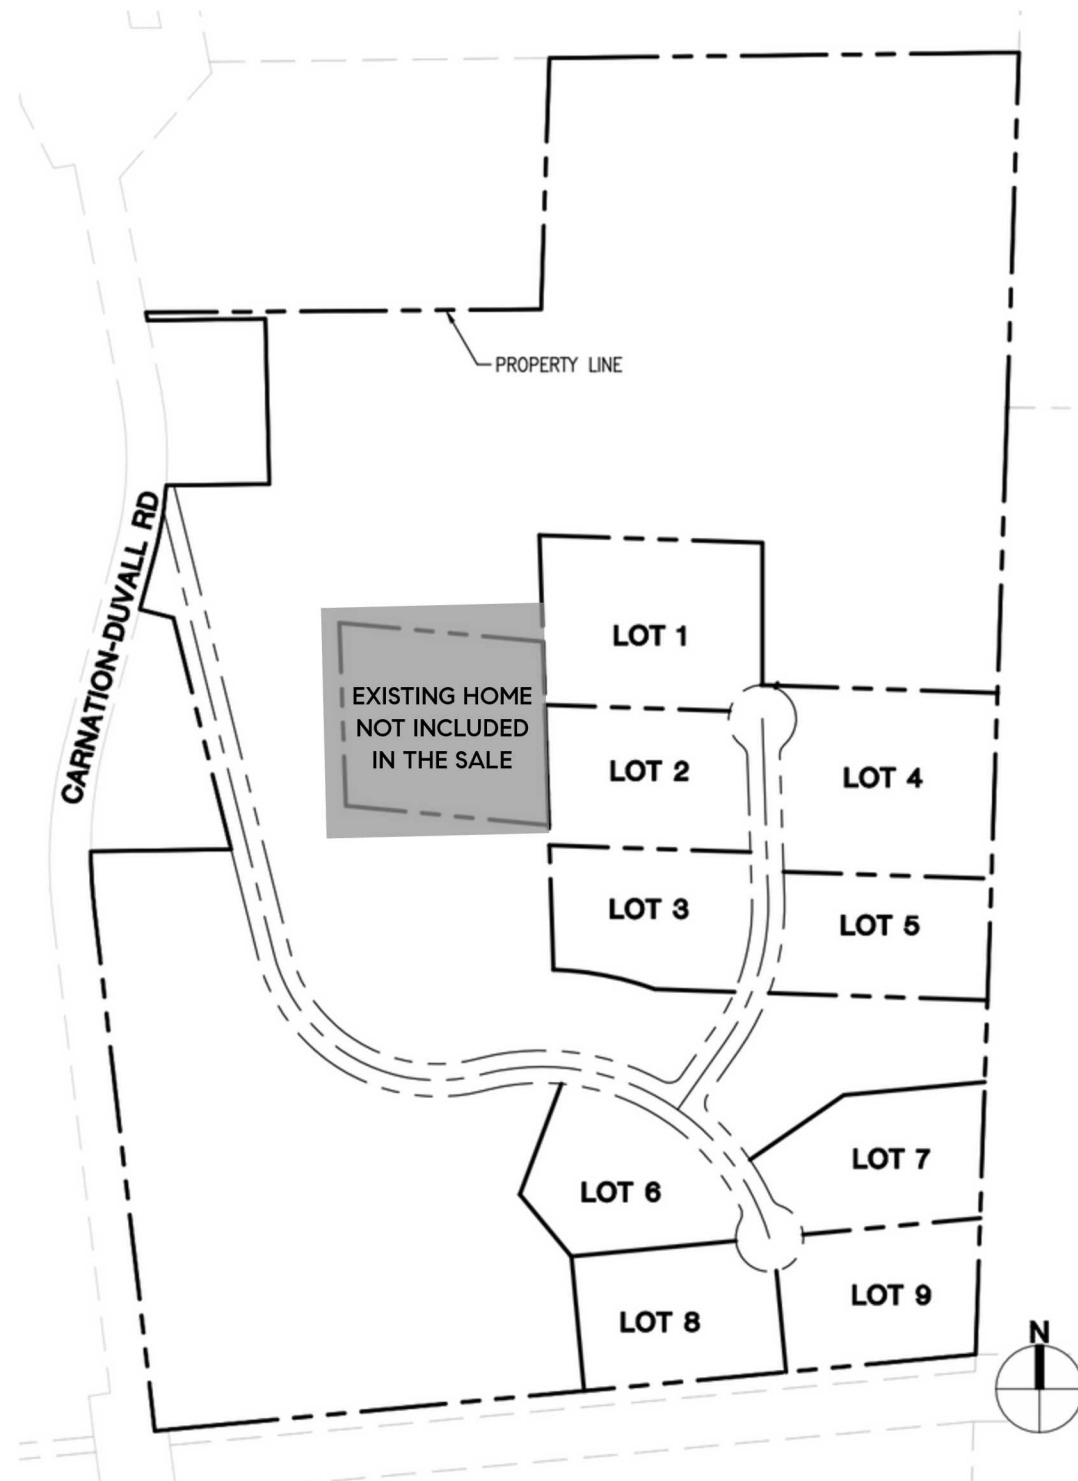 PROPERTY LINE
CARNATION-DUVALL RD
LOT 1
EXISTING HOME
NOT INCLUDED
IN THE SALE
LOT 2
LOT 4
LOT 3
LOT 5
LOT 7
LOT 6
LOT 9
LOT 8
N